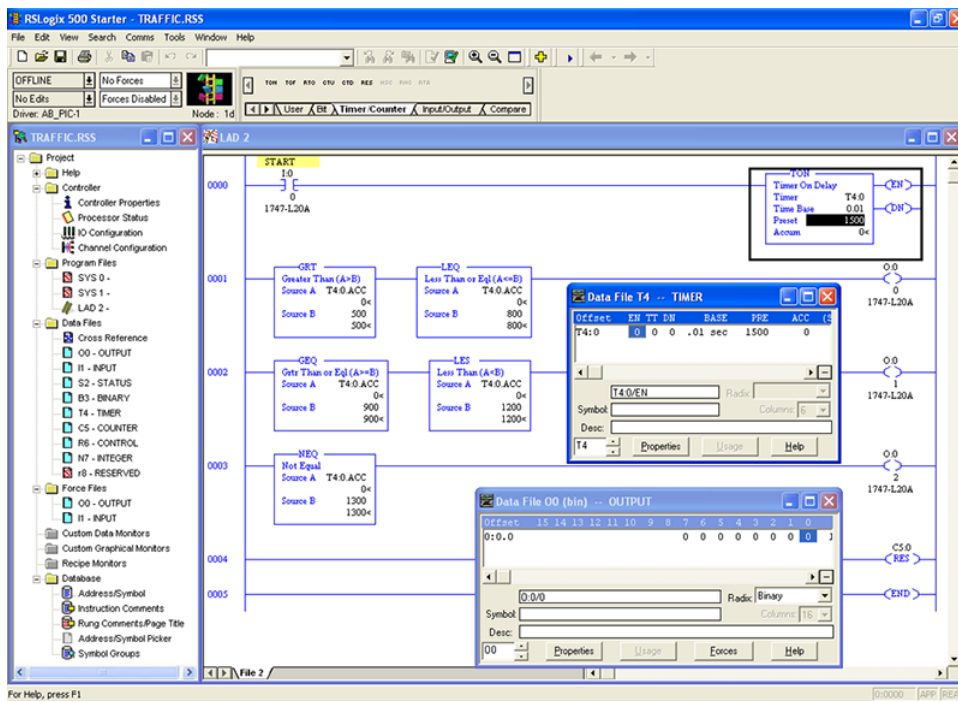 RSLogix 500 Starter - TRAFFIC.RSS
File Edit View Search Comms Tools Window Help
OFFLINE No Forces
No Edits Forces Disabled
Driver: AB_PIC-1 Node : 1d
TON TOF RTO CTU CTD RES HSC RHC RTA
User Bit Timer/Counter Input/Output Compare
TRAFFIC.RSS
Project
Help
Controller
Controller Properties
Processor Status
IO Configuration
Channel Configuration
Program Files
SYS 0 -
SYS 1 -
LAD 2 -
Data Files
Cross Reference
O0 - OUTPUT
I1 - INPUT
S2 - STATUS
B3 - BINARY
T4 - TIMER
C5 - COUNTER
R6 - CONTROL
N7 - INTEGER
r8 - RESERVED
Force Files
O0 - OUTPUT
I1 - INPUT
Custom Data Monitors
Custom Graphical Monitors
Recipe Monitors
Database
Address/Symbol
Instruction Comments
Rung Comments/Page Title
Address/Symbol Picker
Symbol Groups
LAD 2
START
I:0
0000
0
1747-L20A
TON
Timer On Delay
Timer T4:0
Time Base 0.01
Preset 1500
Accum 0<
EN
DN
0001
GRT
Greater Than (A>B)
Source A T4:0.ACC
0<
Source B 500
500<
LEQ
Less Than or Eql (A<=B)
Source A T4:0.ACC
0<
Source B 800
800<
O:0
0
1747-L20A
0002
GEQ
Grtr Than or Eql (A>=B)
Source A T4:0.ACC
0<
Source B 900
900<
LES
Less Than (A<B)
Source A T4:0.ACC
0<
Source B 1200
1200<
O:0
1
1747-L20A
0003
NEQ
Not Equal
Source A T4:0.ACC
0<
Source B 1300
1300<
O:0
2
1747-L20A
0004
C5:0
RES
0005
END
Data File T4 -- TIMER
Offset EN TT DN BASE PRE ACC (S
T4:0 0 0 0 .01 sec 1500 0
T4:0/EN Radix:
Symbol: Columns: 6
Desc:
T4 Properties Usage Help
Data File O0 (bin) -- OUTPUT
Offset 15 14 13 12 11 10 9 8 7 6 5 4 3 2 1 0
O:0.0 0 0 0 0 0 0 0 0
O:0/0 Radix: Binary
Symbol: Columns: 16
Desc:
O0 Properties Usage Forces Help
File 2
For Help, press F1
0:0000 APP REA